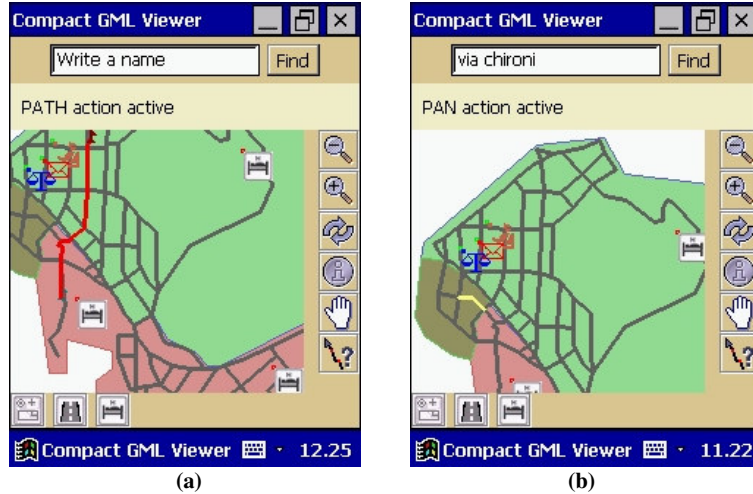 Compact GML Viewer
Write a name Find
PATH action active
Compact GML Viewer 12.25
(a)
Compact GML Viewer
via chironi Find
PAN action active
Compact GML Viewer 11.22
(b)